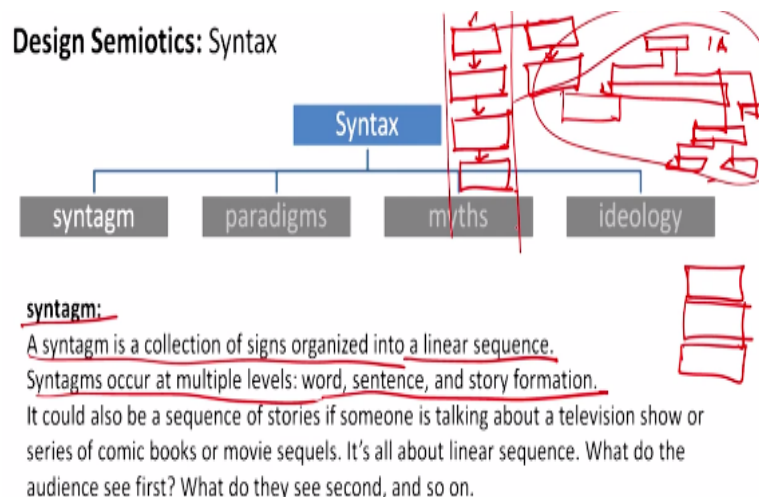 Design Semiotics: Syntax
1
IA
Syntax
syntagm paradigms myths ideology
syntagm:
A syntagm is a collection of signs organized into a linear sequence.
Syntagms occur at multiple levels: word, sentence, and story formation.
It could also be a sequence of stories if someone is talking about a television show or
series of comic books or movie sequels. It’s all about linear sequence. What do the
audience see first? What do they see second, and so on.